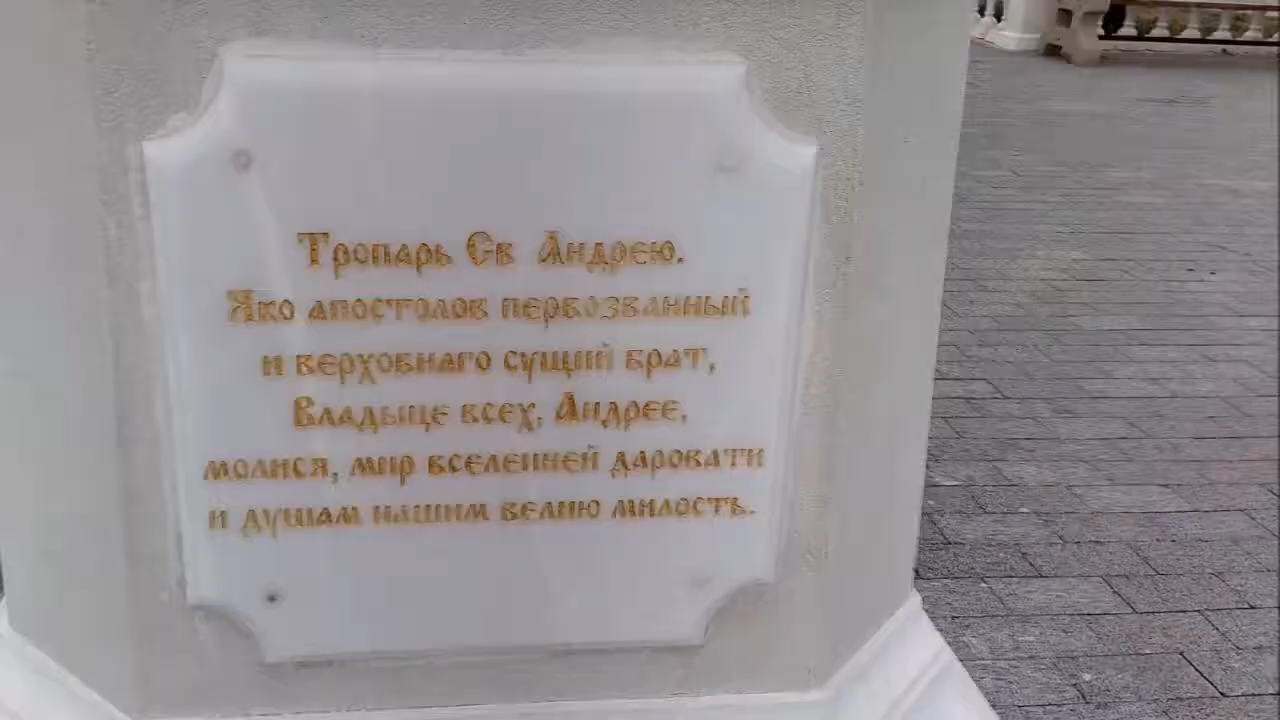 Тропарь Св Андрею.
Яко апостолов первозванный
и верховнаго сущий брат,
Владыце всех, Андрее,
молися, мир вселенней даровати
и душам нашим велию милость.